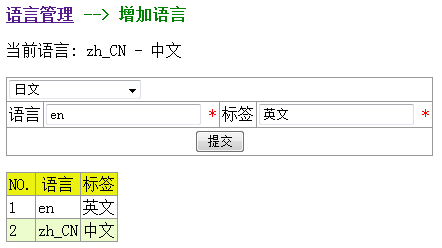 语言管理 --> 增加语言
当前语言: zh_CN - 中文
日文
语言 en * 标签 英文 *
提交
NO. 语言 标签
1 en 英文
2 zh_CN 中文